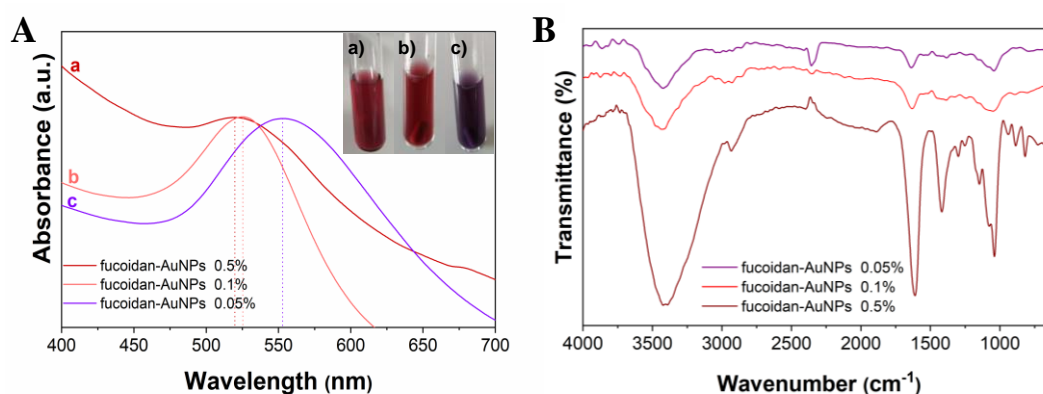 A
Absorbance (a.u.)
a
b
c
a)
b)
c)
fucoidan-AuNPs 0.5%
fucoidan-AuNPs 0.1%
fucoidan-AuNPs 0.05%
400 450 500 550 600 650 700
Wavelength (nm)
B
Transmittance (%)
fucoidan-AuNPs 0.05%
fucoidan-AuNPs 0.1%
fucoidan-AuNPs 0.5%
4000 3500 3000 2500 2000 1500 1000
Wavenumber (cm⁻¹)